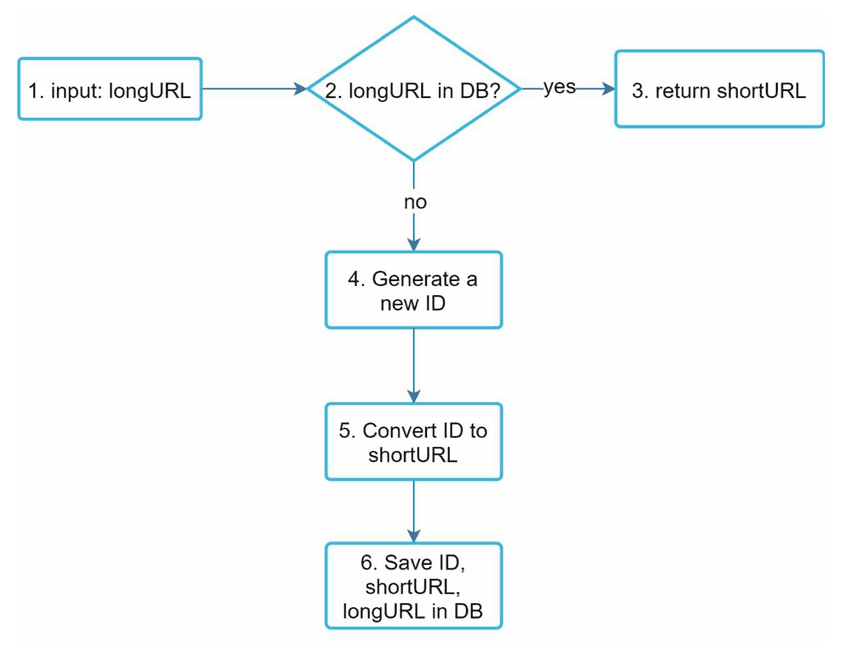 1. input: longURL
2. longURL in DB?
yes
3. return shortURL
no
4. Generate a
new ID
5. Convert ID to
shortURL
6. Save ID,
shortURL,
longURL in DB